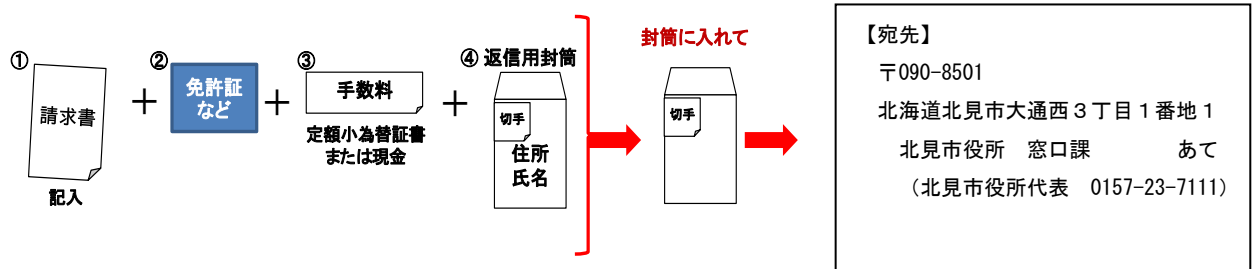 ①
請求書
記入
②
免許証
など
③
手数料
定額小為替証書
または現金
④ 返信用封筒
切手
住所
氏名
封筒に入れて
切手
【宛先】
〒090-8501
北海道北見市大通西３丁目１番地１
北見市役所　窓口課　　　　あて
（北見市役所代表　0157-23-7111）